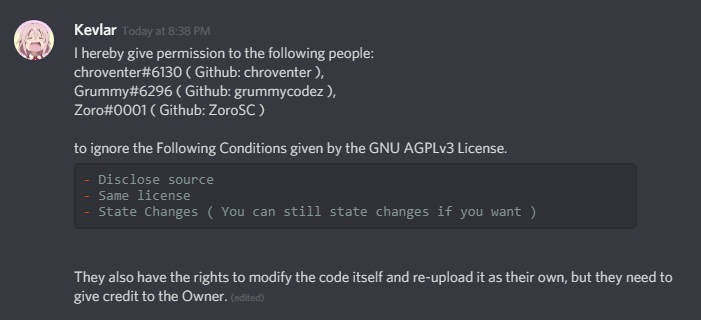 Kevlar Today at 8:38 PM
I hereby give permission to the following people:
chroventer#6130 ( Github: chroventer ),
Grummy#6296 ( Github: grummycodez ),
Zoro#0001 ( Github: ZoroSC )
to ignore the Following Conditions given by the GNU AGPLv3 License.
- Disclose source
- Same license
- State Changes ( You can still state changes if you want )
They also have the rights to modify the code itself and re-upload it as their own, but they need to
give credit to the Owner. (edited)